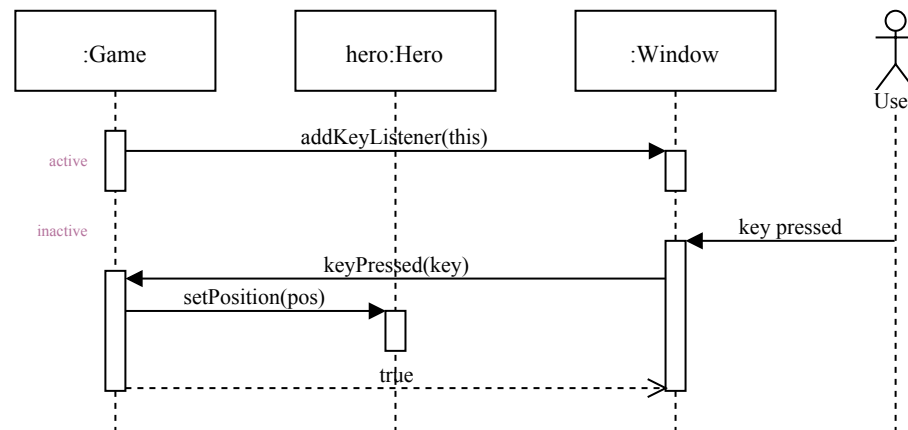 :Game
hero:Hero
:Window
Use
addKeyListener(this)
active
inactive
key pressed
keyPressed(key)
setPosition(pos)
true